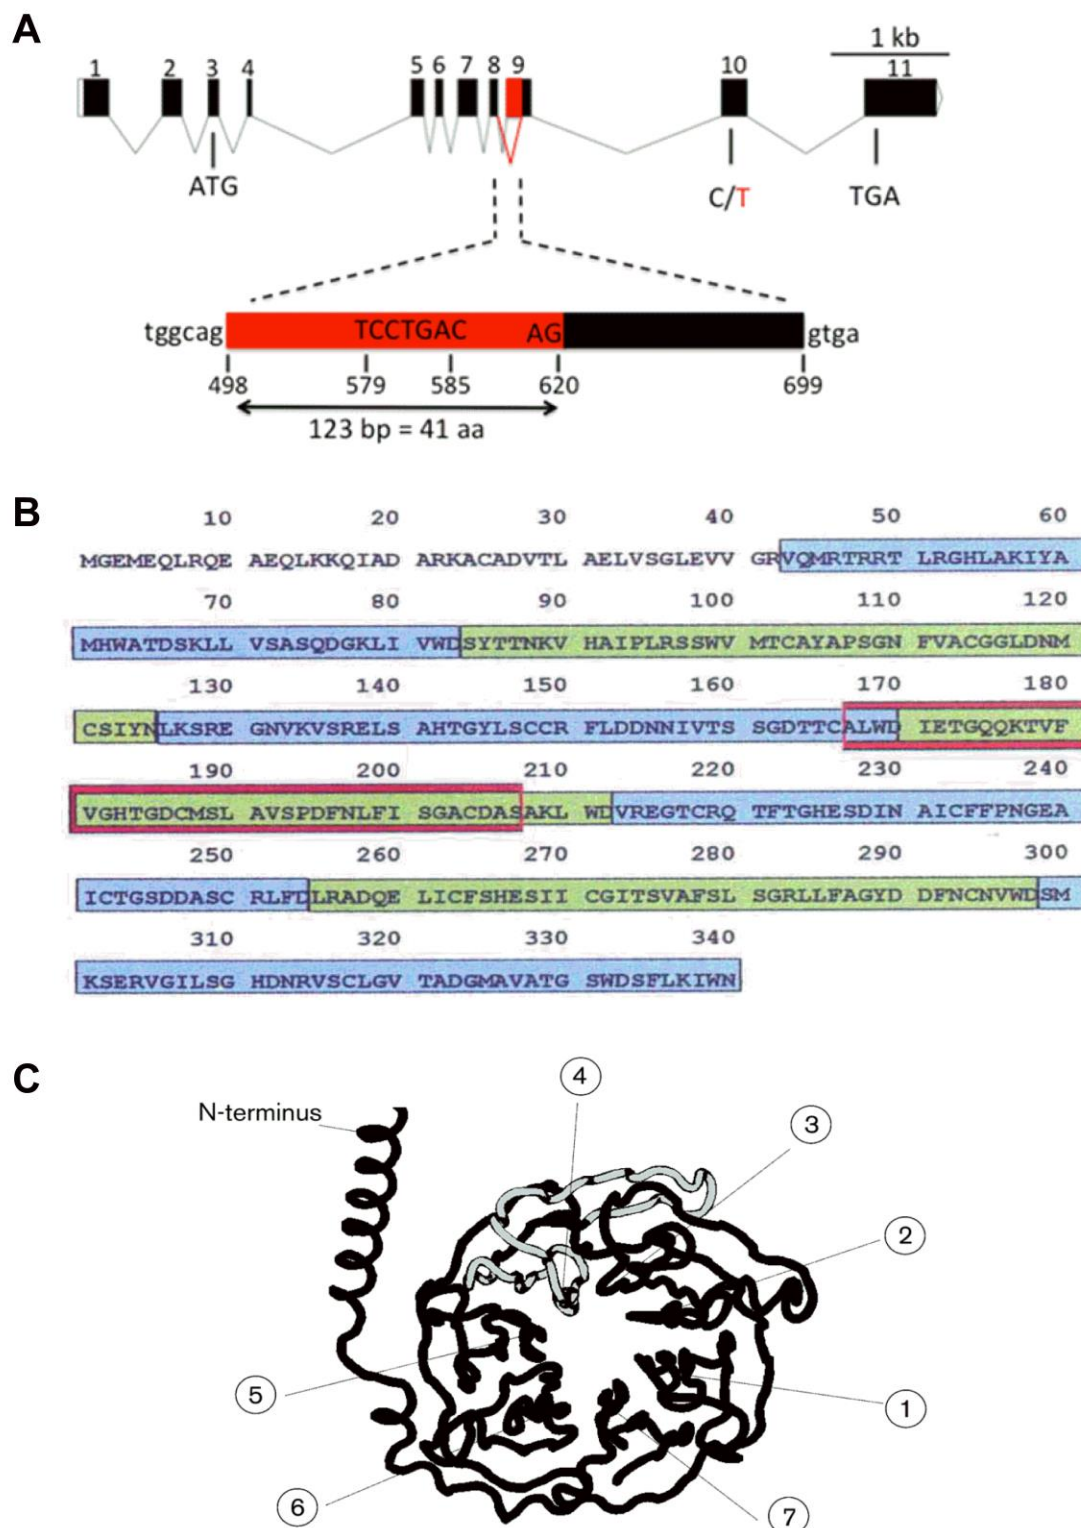 A
1 kb
1 2 3 4 5 6 7 8 9 10 11
ATG C/T TGA
tggcag TCCTGAC AG gtga
498 579 585 620 699
123 bp = 41 aa
B
10 20 30 40 50 60
MGEMEQLRQE AEQLKKQIAD ARKACADVTL AELVSGLEVV GRVQMRTRRT LRGHLAKIYA
70 80 90 100 110 120
MHWATDSKLL VSASQDGKLI VWDSYTTNKV HAIPLRSSWV MTCAYAPSGN FVACGGLDNM
130 140 150 160 170 180
CSIYNLKSRE GNVKVSRELS AHTGYLSCCR FLDDNNIVTS SGDTTCALWD IETGQQKTVF
190 200 210 220 230 240
VGHTGDCMSL AVSPDFNLFI SGACDASAKL WDVREGTCRQ TFTGHESDIN AICFFPNGEA
250 260 270 280 290 300
ICTGSDDASC RLFDLRADQE LICFSHESII CGITSVAFSL SGRLLFAGYD DFNCNVWDSM
310 320 330 340
KSERVGILSG HDNRVSCLGV TADGMAVATG SWDSFLKIWN
C
4
N-terminus
3
2
5
1
6
7